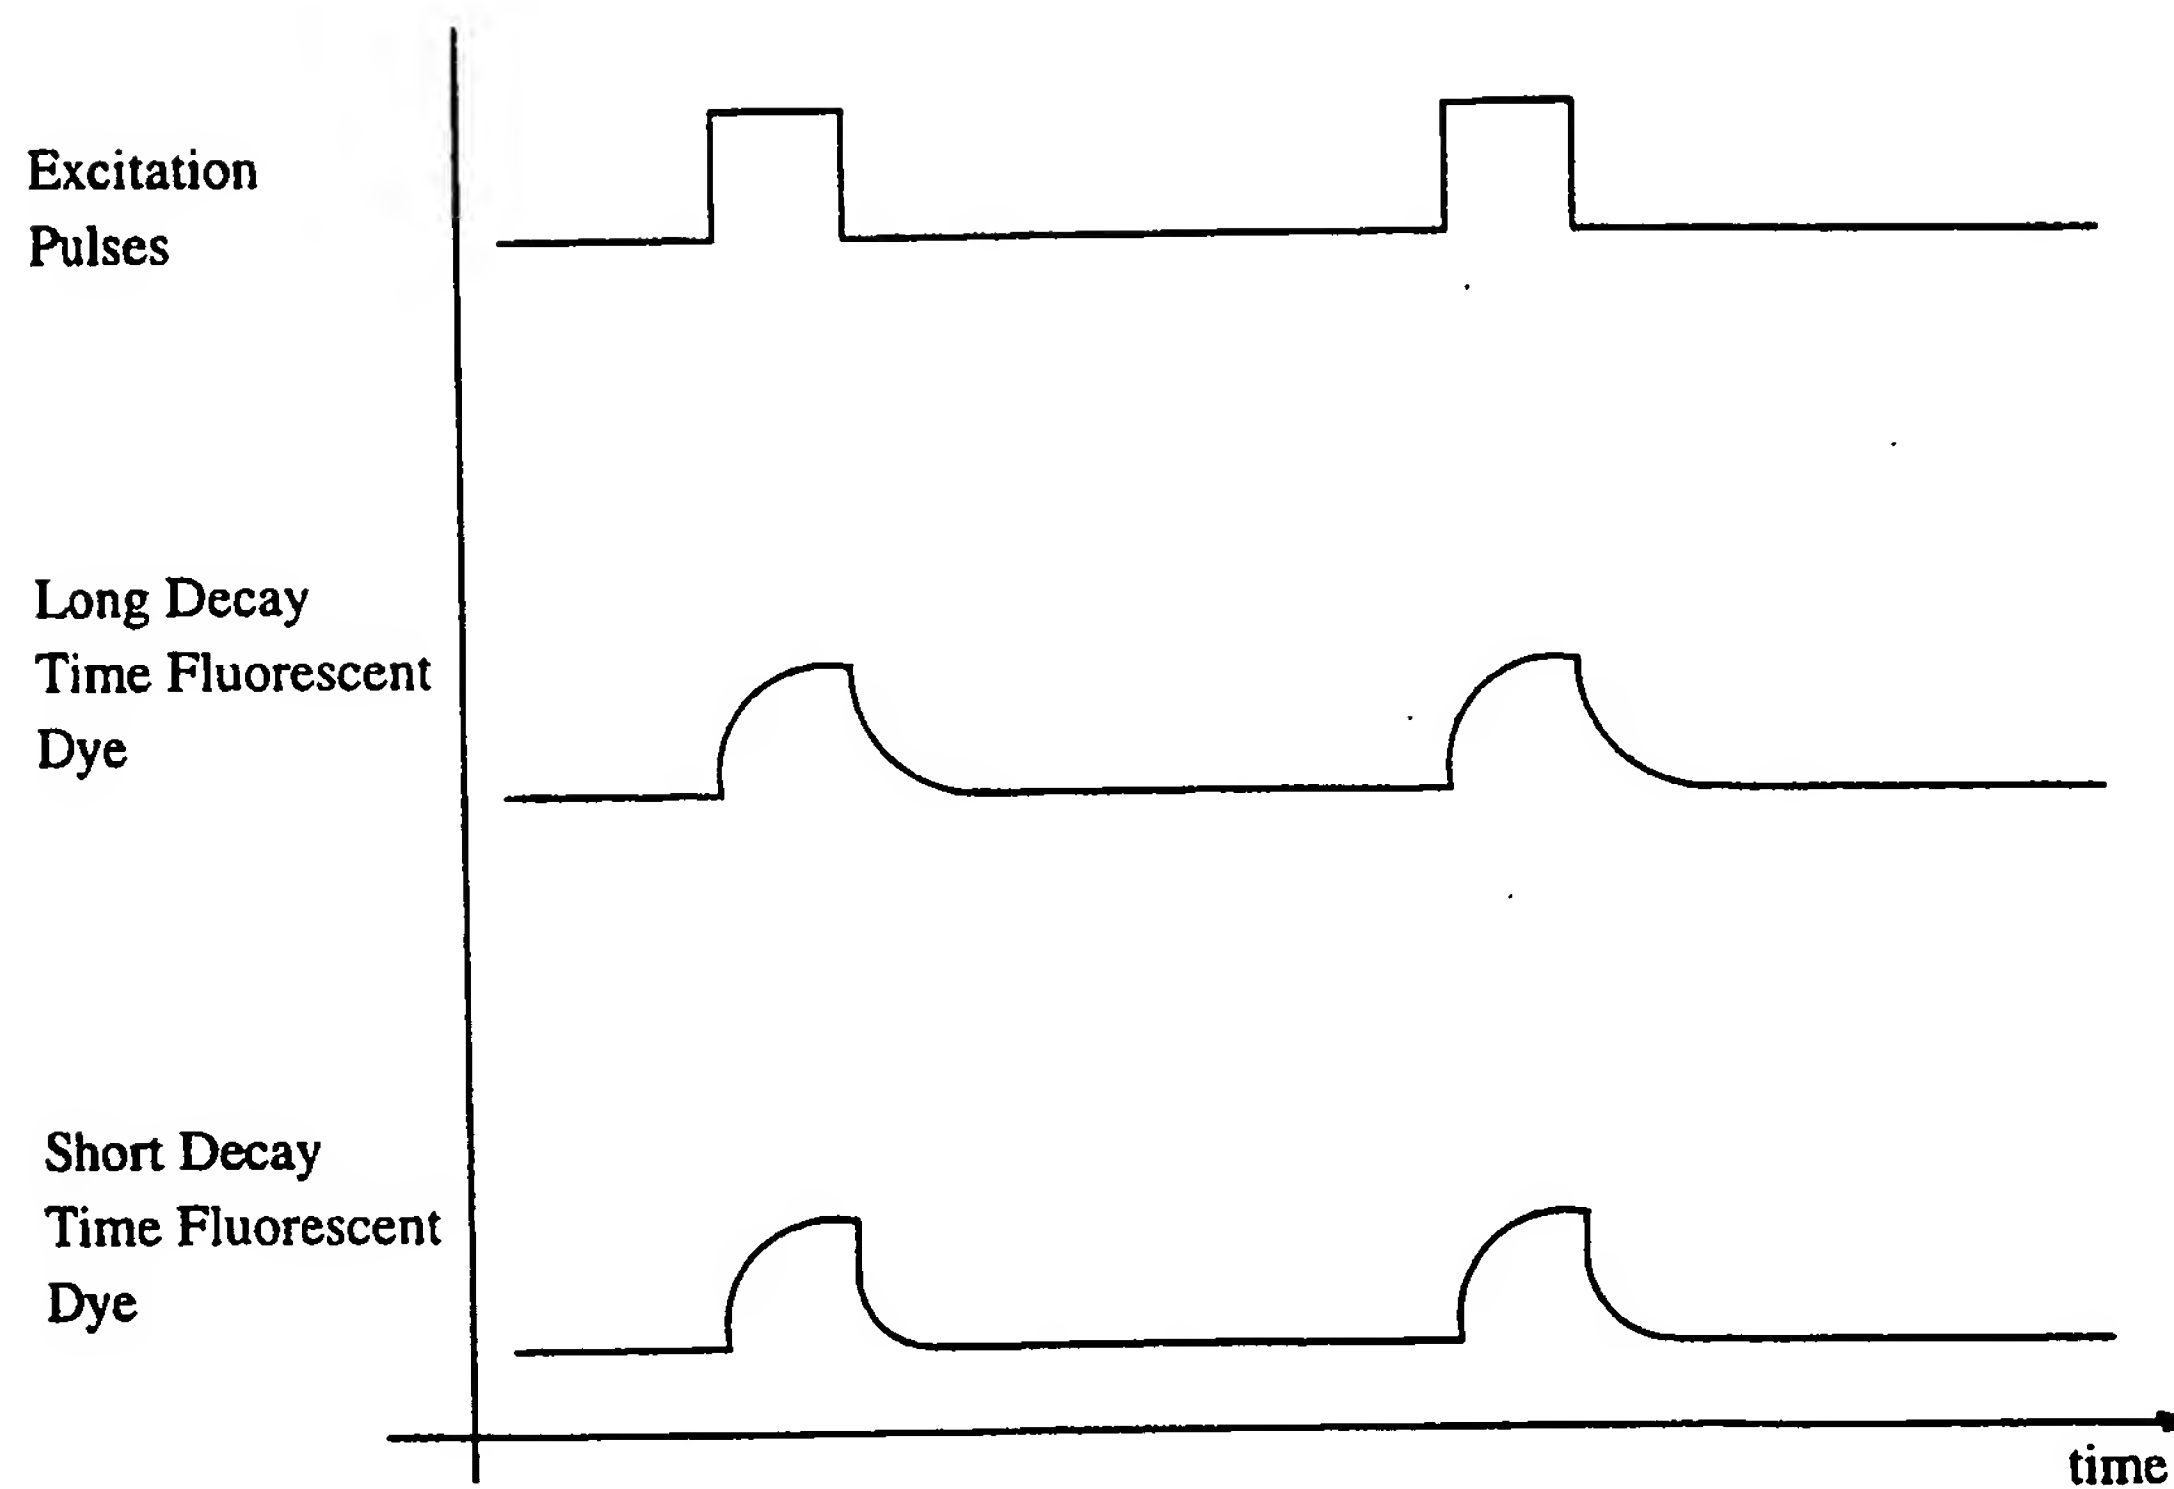 Excitation
Pulses
Long Decay
Time Fluorescent
Dye
Short Decay
Time Fluorescent
Dye
time